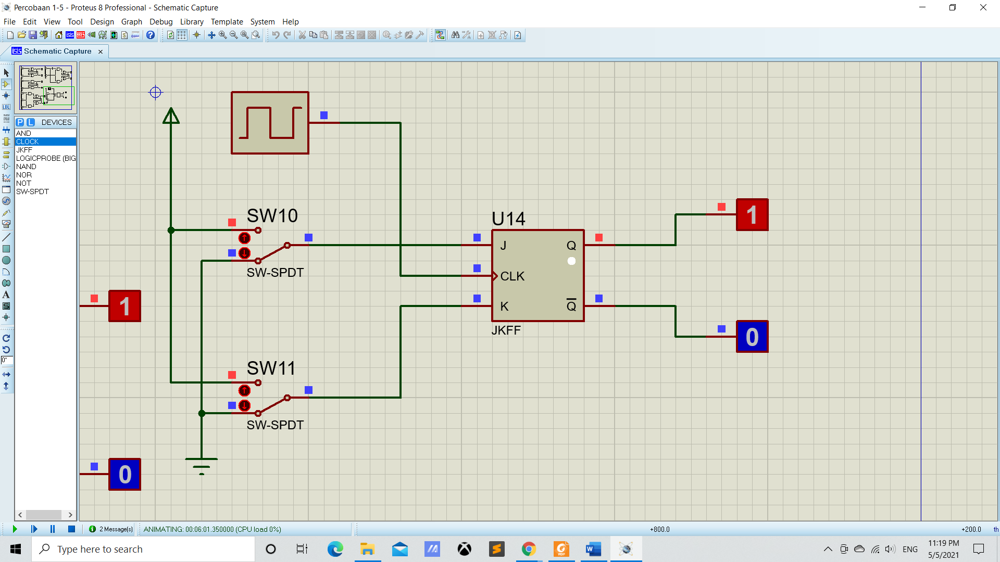 Percobaan 1-5 - Proteus 8 Professional - Schematic Capture
File Edit View Tool Design Graph Debug Library Template System Help
Schematic Capture
P L DEVICES
AND
CLOCK
JKFF
LOGICPROBE (BIG
NAND
NOR
NOT
SW-SPDT
LBL
A
S
0°
SW10
SW-SPDT
SW11
SW-SPDT
U14
J Q
CLK
K Q
JKFF
1
0
1
0
2 Message(s) ANIMATING: 00:06:01.350000 (CPU load 0%) +800.0 +200.0 th
Type here to search
ENG
11:19 PM
5/5/2021